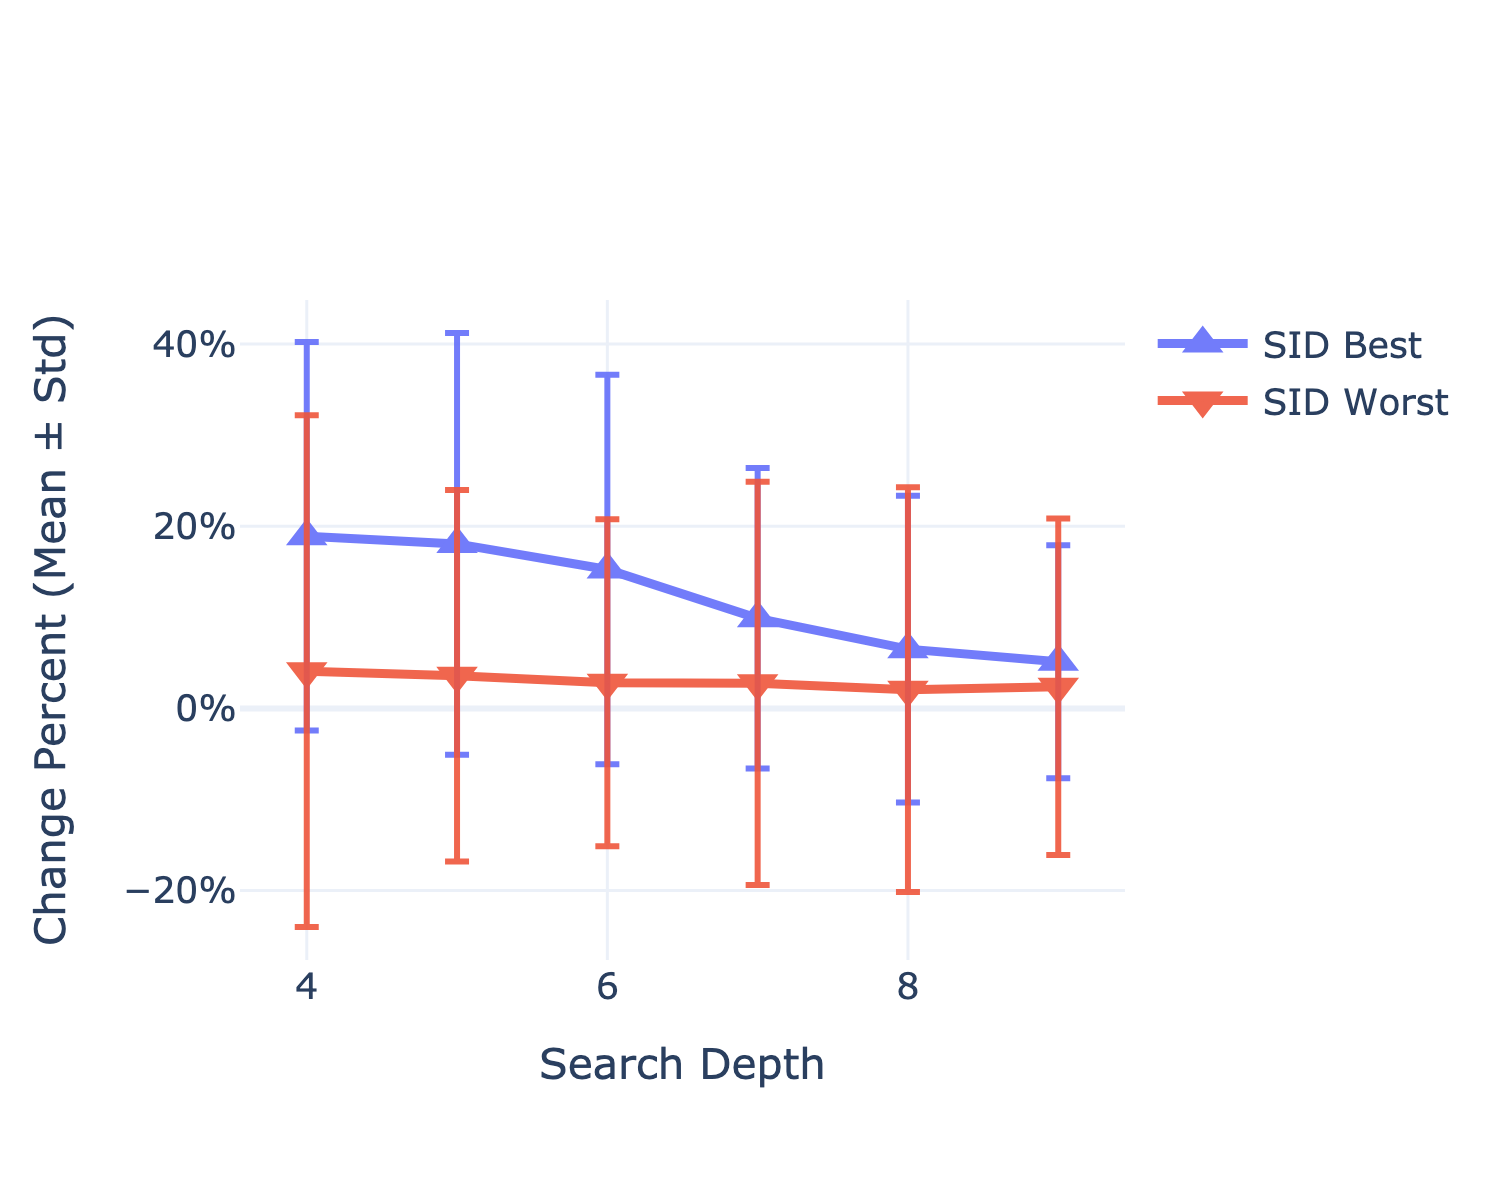 Change Percent (Mean ± Std)
40%
20%
0%
−20%
4 6 8
Search Depth
SID Best
SID Worst